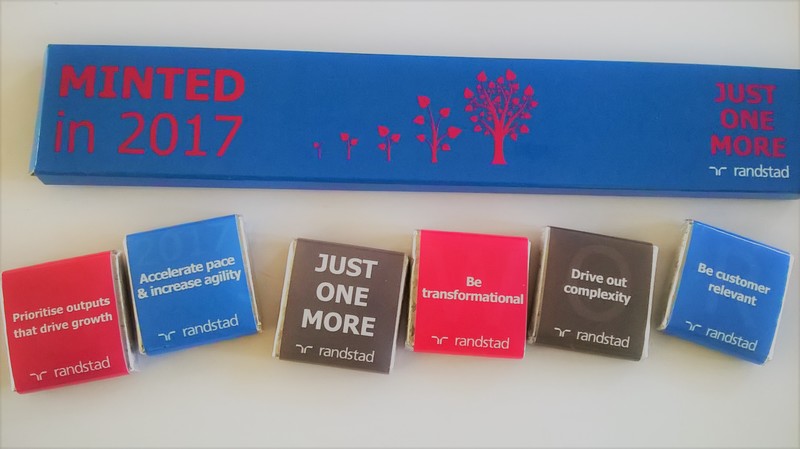 MINTED
in 2017
JUST
ONE
MORE
randstad
Prioritise outputs
that drive growth
randstad
2017
Accelerate pace
& increase agility
randstad
JUST
ONE
MORE
randstad
Be
transformational
randstad
Drive out
complexity
randstad
Be customer
relevant
randstad